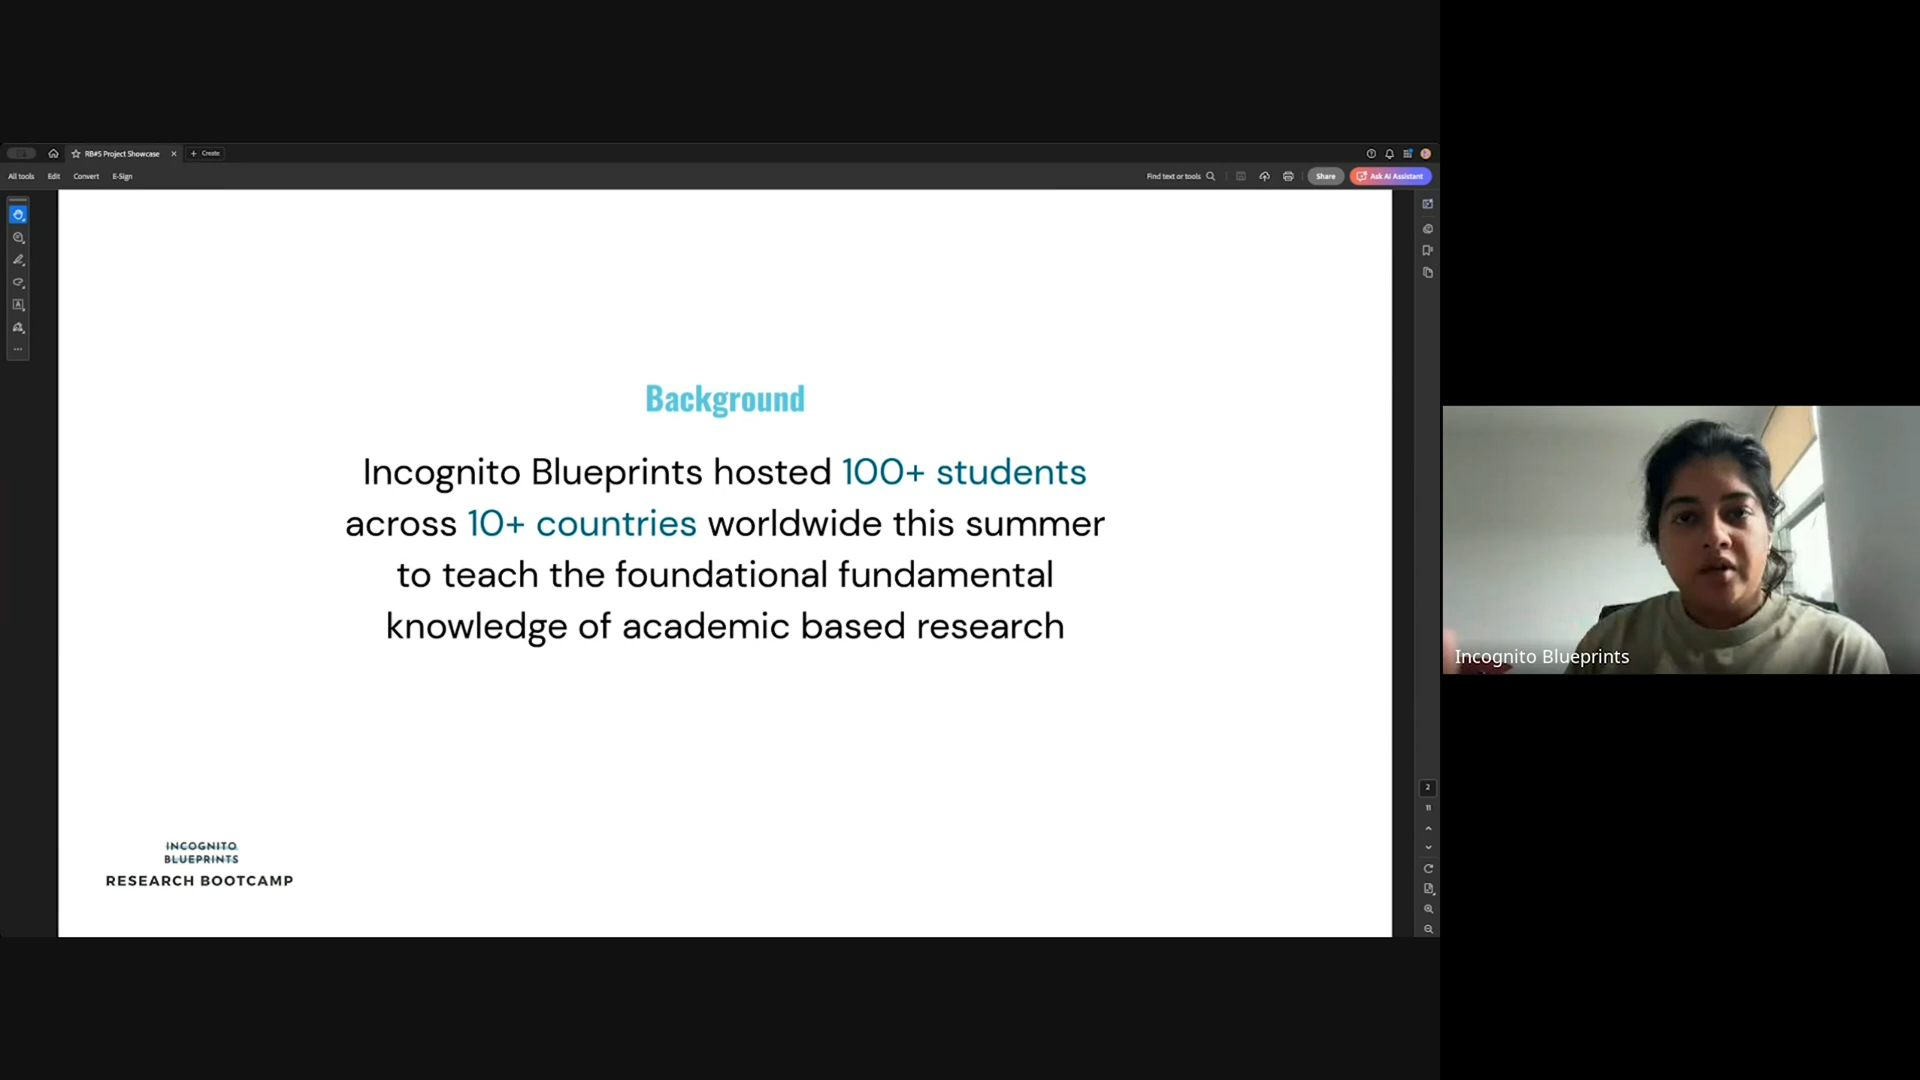 RB#5 Project Showcase
Create
All tools
Edit
Convert
E-Sign
Find text or tools
Share
Ask AI Assistant
Background
Incognito Blueprints hosted 100+ students
across 10+ countries worldwide this summer
to teach the foundational fundamental
knowledge of academic based research
INCOGNITO
BLUEPRINTS
RESEARCH BOOTCAMP
2
11
Incognito Blueprints